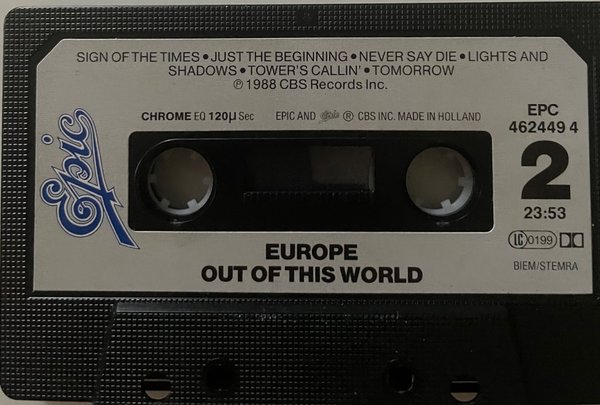 SIGN OF THE TIMES • JUST THE BEGINNING • NEVER SAY DIE • LIGHTS AND
SHADOWS • TOWER'S CALLIN' • TOMORROW
℗ 1988 CBS Records Inc.
CHROME EQ 120µ Sec EPIC AND Epic ® CBS INC. MADE IN HOLLAND
EPC
462449 4
Epic
2
23:53
LC 0199
BIEM/STEMRA
EUROPE
OUT OF THIS WORLD